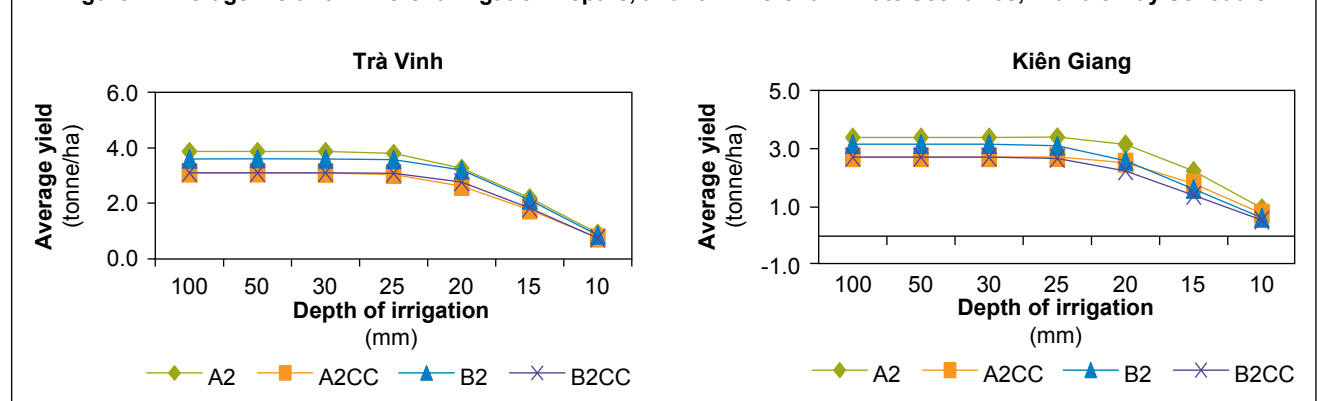 Trà Vinh
Average yield
(tonne/ha)
6.0
4.0
2.0
0.0
100 50 30 25 20 15 10
Depth of irrigation
(mm)
A2 A2CC B2 B2CC
Kiên Giang
Average yield
(tonne/ha)
5.0
3.0
1.0
-1.0
100 50 30 25 20 15 10
Depth of irrigation
(mm)
A2 A2CC B2 B2CC